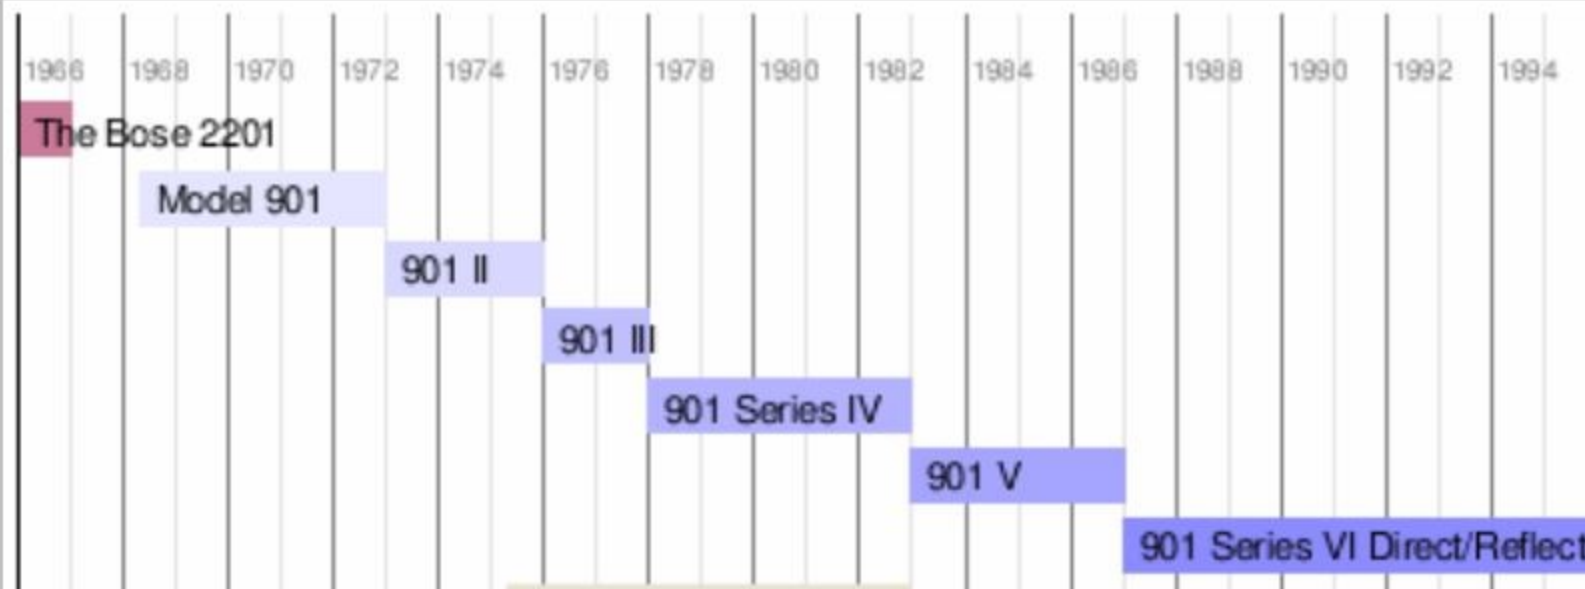 1966 1968 1970 1972 1974 1976 1978 1980 1982 1984 1986 1988 1990 1992 1994
The Bose 2201
Model 901
901 II
901 III
901 Series IV
901 V
901 Series VI Direct/Reflect